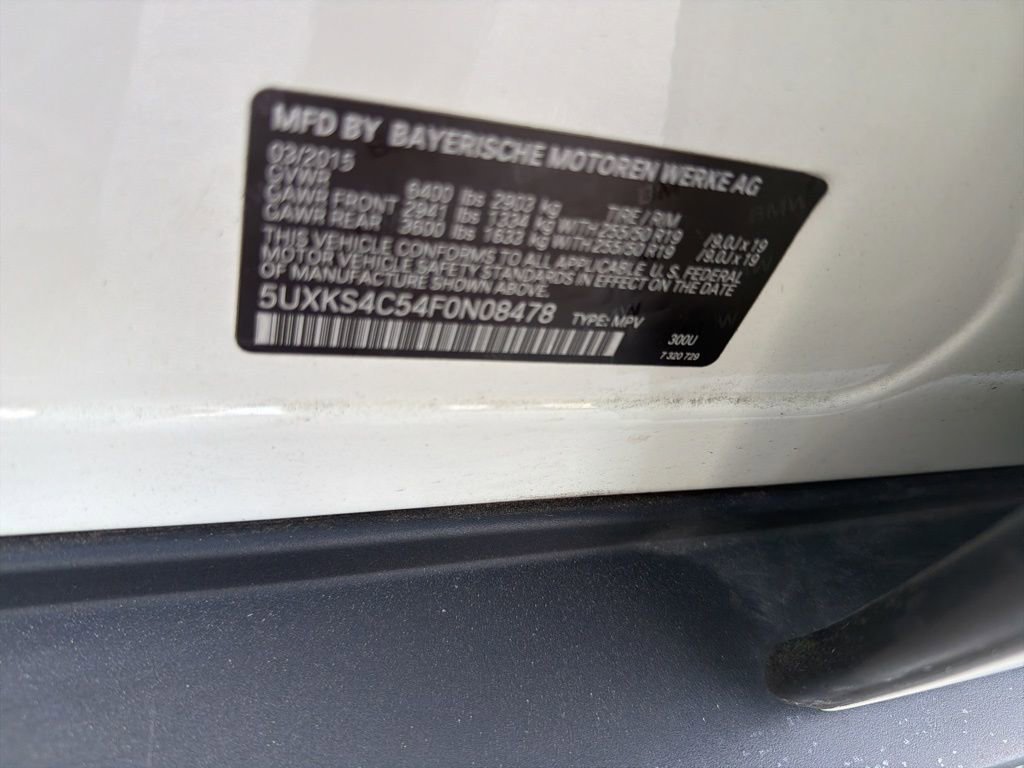 MFD BY BAYERISCHE MOTOREN WERKE AG
03/2015
GVWR 6400 lbs 2903 kg TIRE / RIM
GAWR FRONT 2941 lbs 1334 kg WITH 255/50 R19 /9.0J x 19
GAWR REAR 3600 lbs 1633 kg WITH 255/50 R19 /9.0J x 19
THIS VEHICLE CONFORMS TO ALL APPLICABLE U. S. FEDERAL
MOTOR VEHICLE SAFETY STANDARDS IN EFFECT ON THE DATE
OF MANUFACTURE SHOWN ABOVE.
5UXKS4C54F0N08478 TYPE: MPV 300U
7 320 729